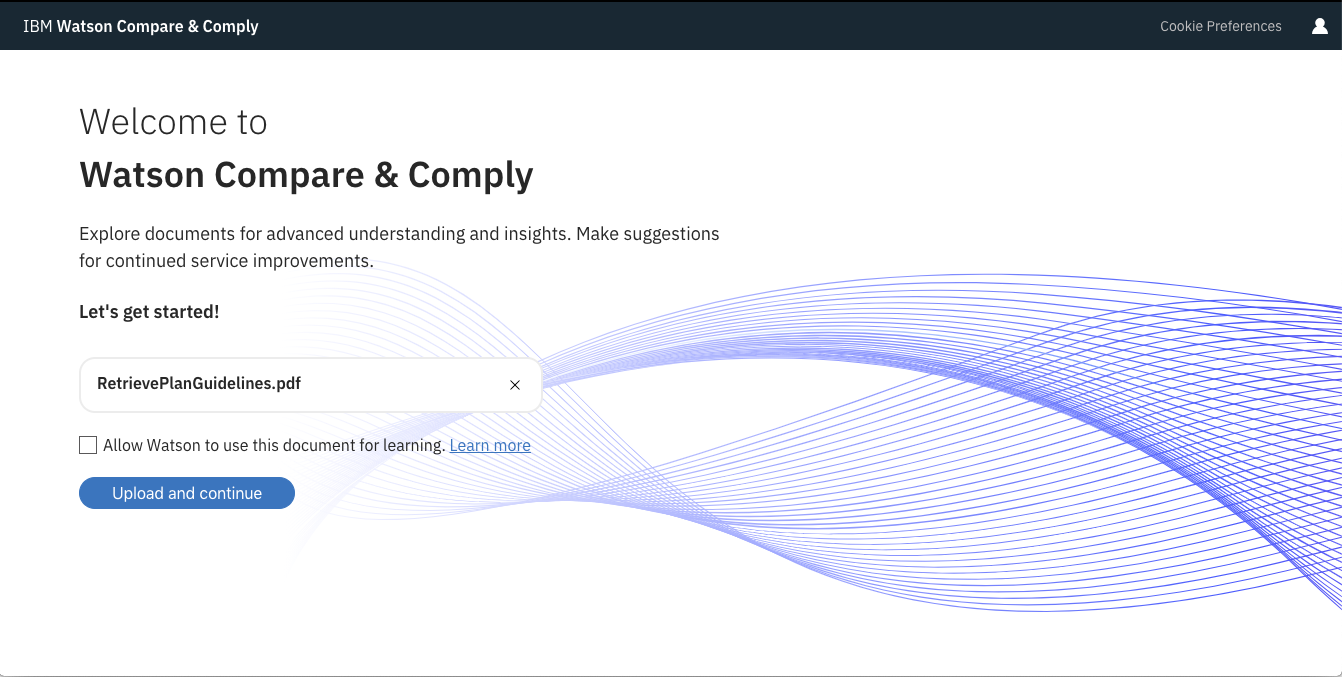 IBM Watson Compare & Comply
Cookie Preferences
Welcome to
Watson Compare & Comply
Explore documents for advanced understanding and insights. Make suggestions
for continued service improvements.
Let's get started!
RetrievePlanGuidelines.pdf
Allow Watson to use this document for learning. Learn more
Upload and continue